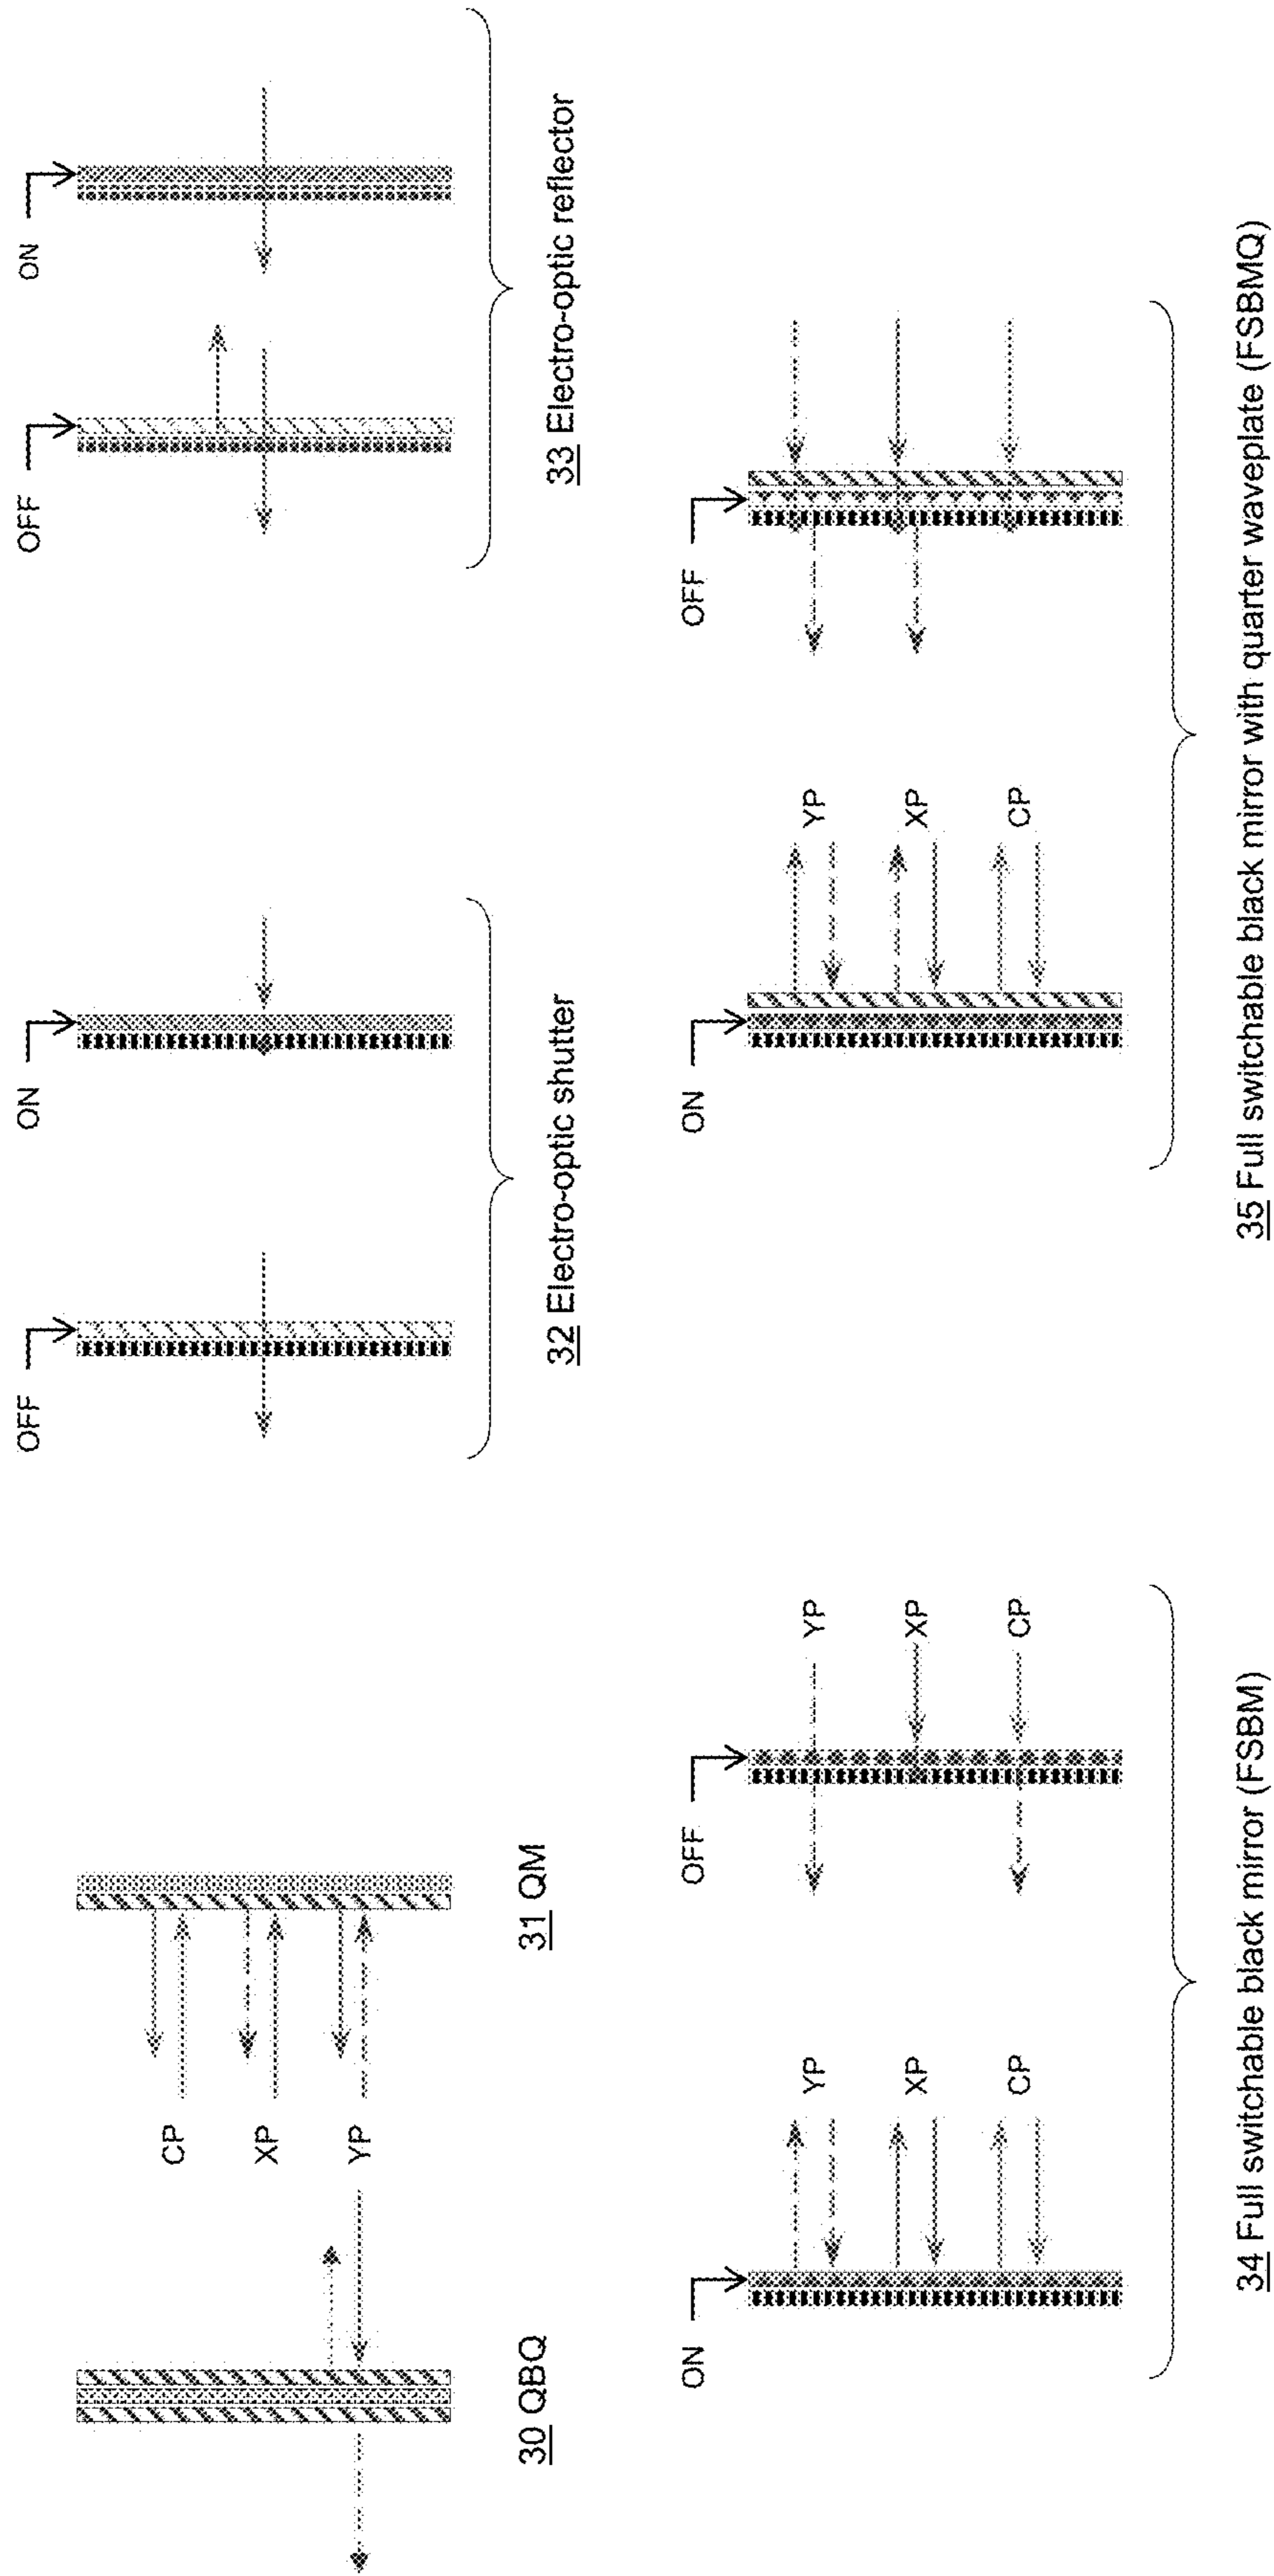 CP
XP
YP
30 QBQ
31 QM
OFF
ON
32 Electro-optic shutter
OFF
ON
33 Electro-optic reflector
ON
YP
XP
CP
OFF
YP
XP
CP
34 Full switchable black mirror (FSBM)
ON
YP
XP
CP
OFF
35 Full switchable black mirror with quarter waveplate (FSBMQ)